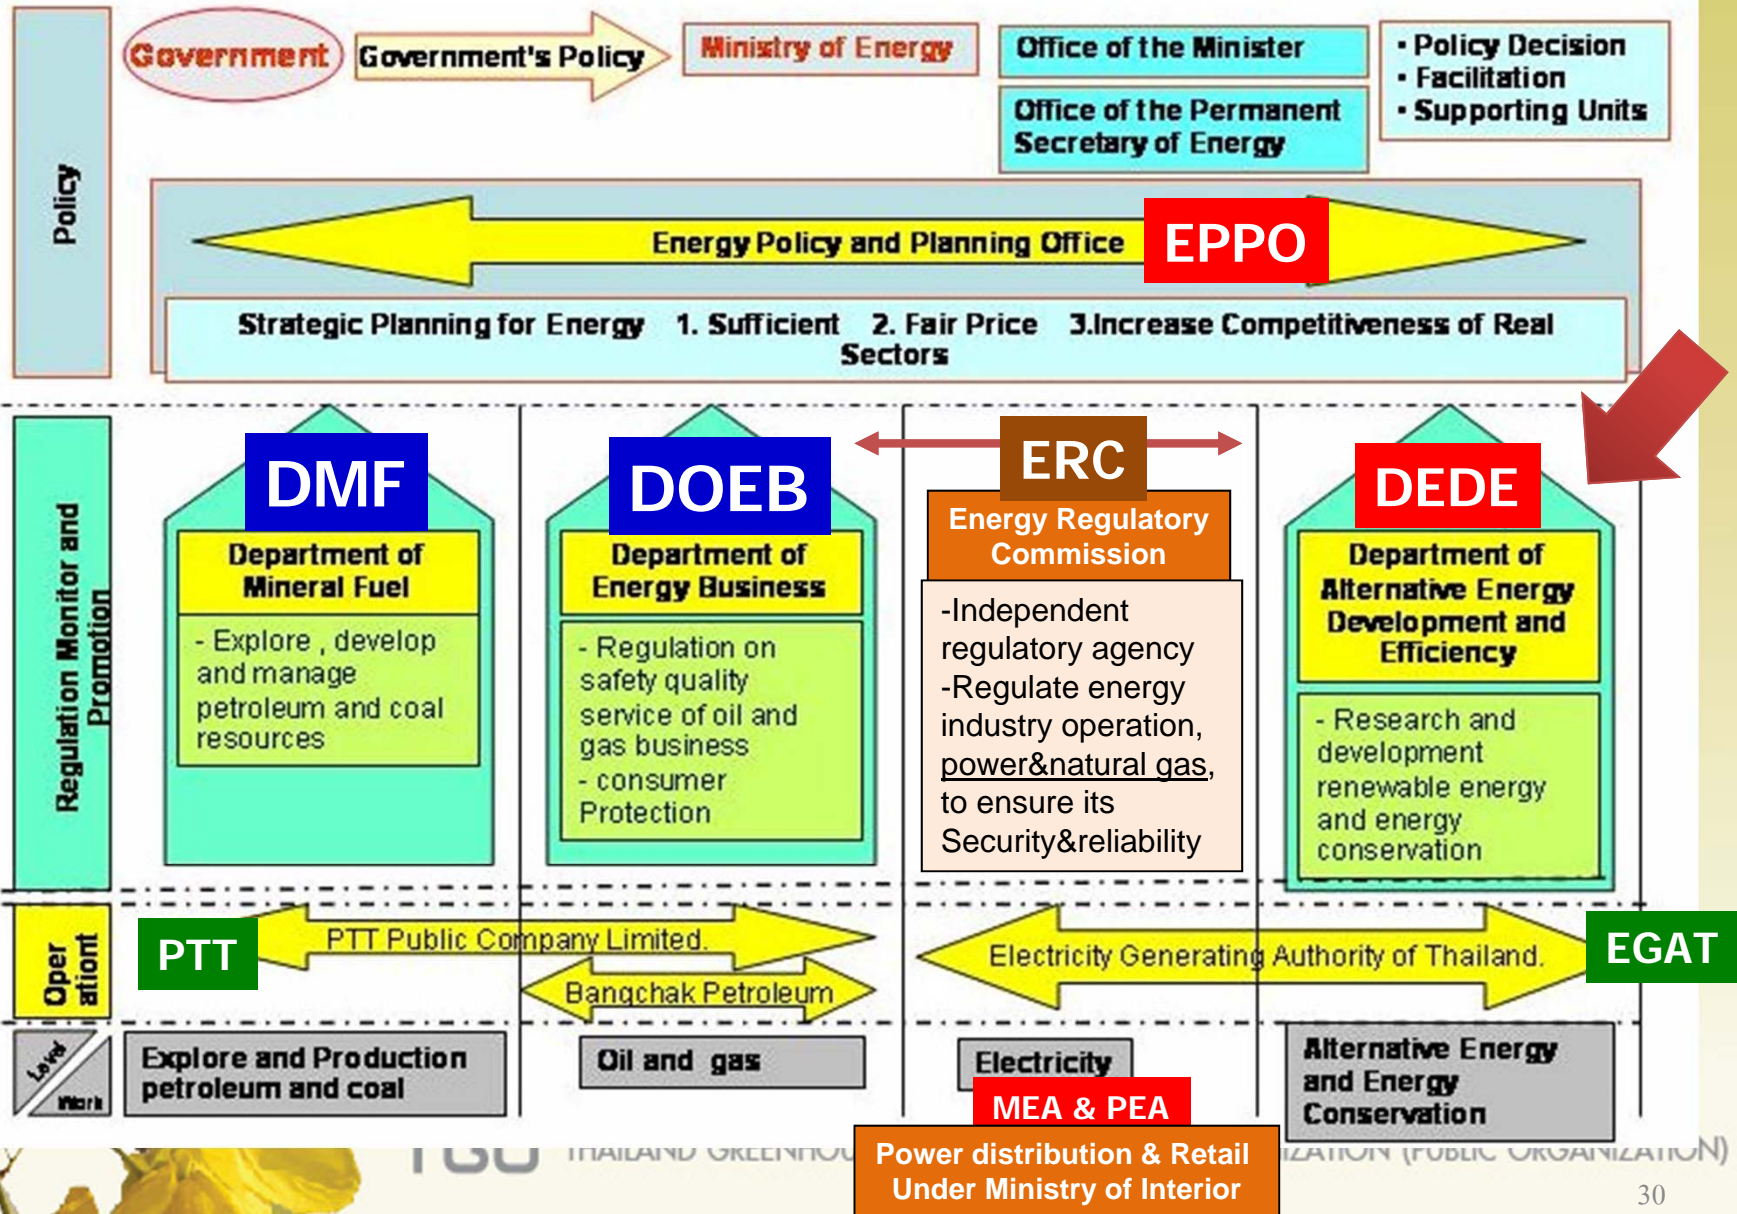 Policy
Government
Government's Policy
Ministry of Energy
Office of the Minister
Office of the Permanent
Secretary of Energy
• Policy Decision
• Facilitation
• Supporting Units
Energy Policy and Planning Office
EPPO
Strategic Planning for Energy 1. Sufficient 2. Fair Price 3.Increase Competitiveness of Real
Sectors
Regulation Monitor and
Promotion
DMF
Department of
Mineral Fuel
- Explore , develop
and manage
petroleum and coal
resources
DOEB
Department of
Energy Business
- Regulation on
safety quality
service of oil and
gas business
- consumer
Protection
ERC
Energy Regulatory
Commission
-Independent
regulatory agency
-Regulate energy
industry operation,
power&natural gas,
to ensure its
Security&reliability
DEDE
Department of
Alternative Energy
Development and
Efficiency
- Research and
development
renewable energy
and energy
conservation
Oper
ationt
PTT
PTT Public Company Limited.
Bangchak Petroleum
Electricity Generating Authority of Thailand.
EGAT
Level
Work
Explore and Production
petroleum and coal
Oil and gas
Electricity
MEA & PEA
Power distribution & Retail
Under Ministry of Interior
Alternative Energy
and Energy
Conservation
THAILAND (PUBLIC ORGANIZATION)
30